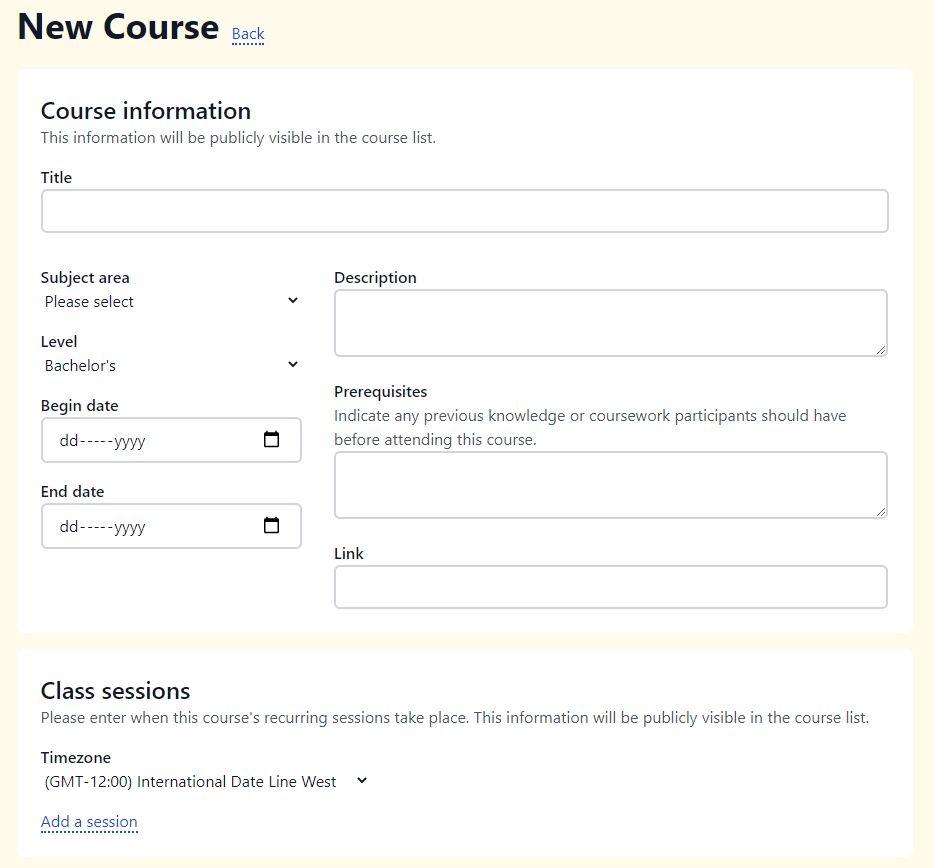 New Course Back
Course information
This information will be publicly visible in the course list.
Title
Subject area
Please select
Level
Bachelor's
Begin date
dd-----yyyy
End date
dd-----yyyy
Description
Prerequisites
Indicate any previous knowledge or coursework participants should have
before attending this course.
Link
Class sessions
Please enter when this course's recurring sessions take place. This information will be publicly visible in the course list.
Timezone
(GMT-12:00) International Date Line West
Add a session